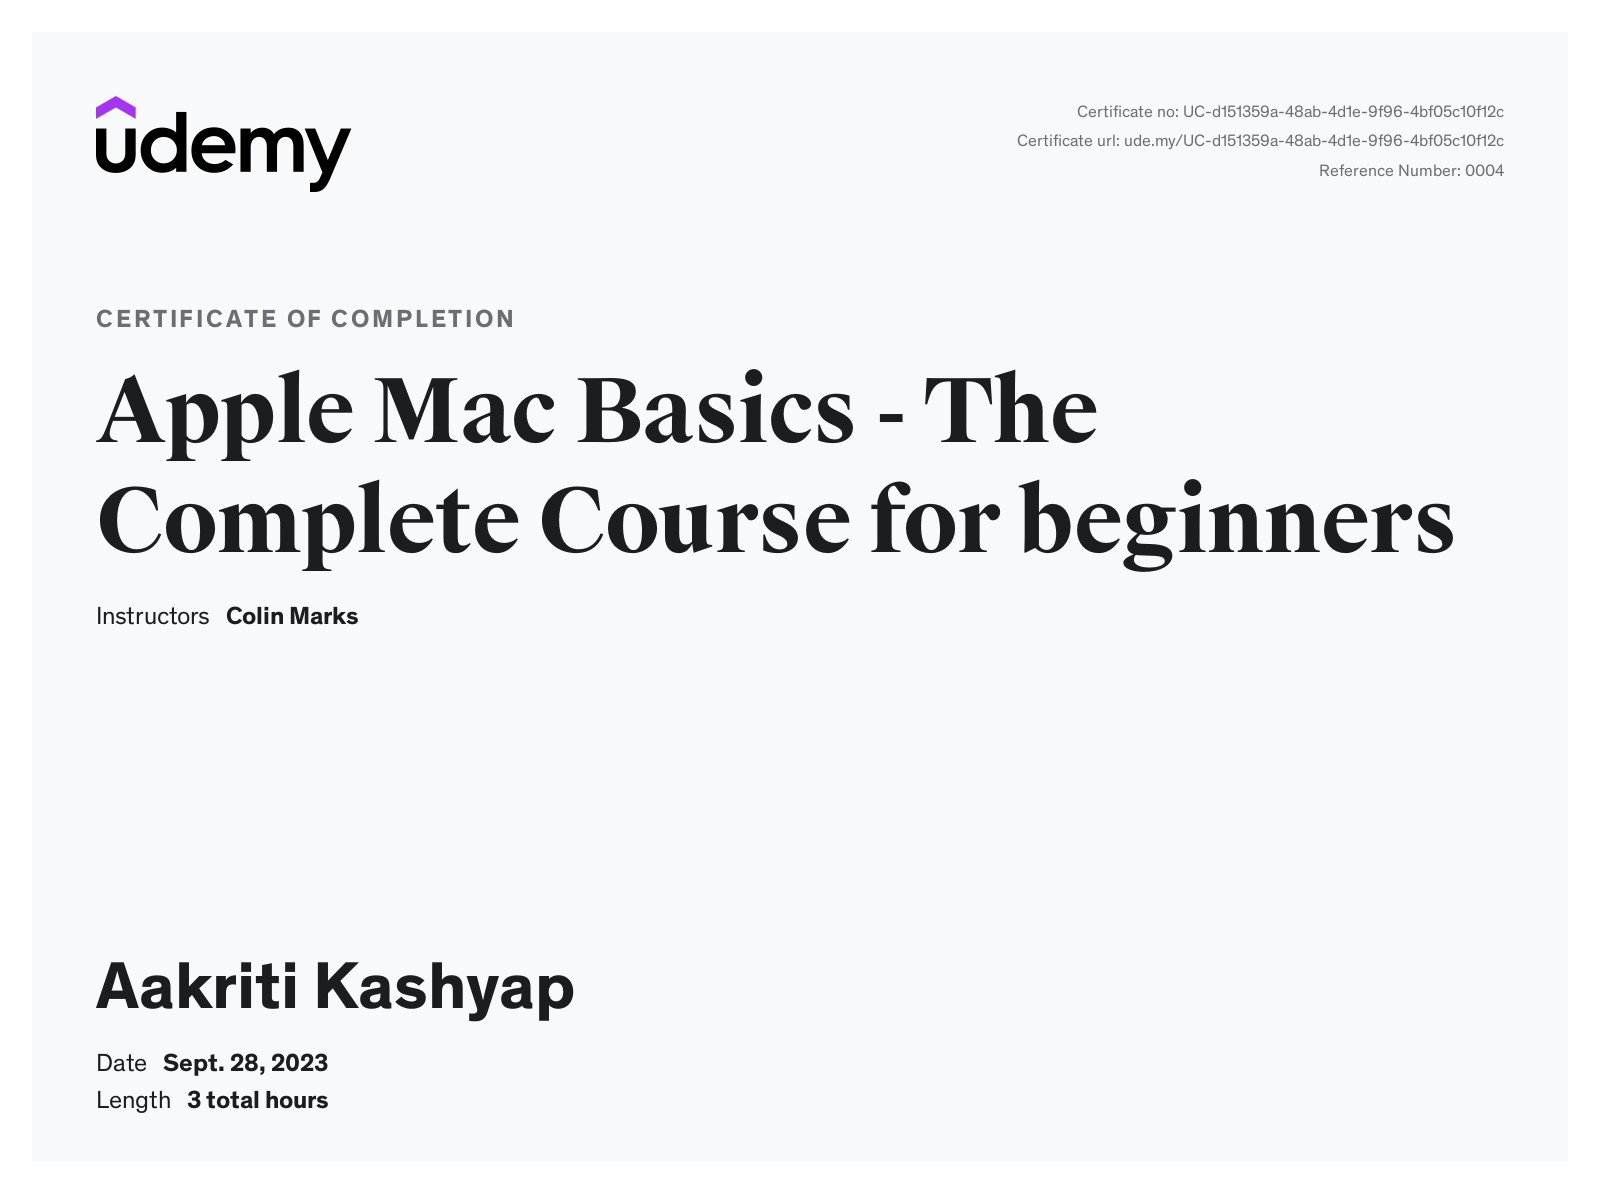 udemy
Certificate no: UC-d151359a-48ab-4d1e-9f96-4bf05c10f12c
Certificate url: ude.my/UC-d151359a-48ab-4d1e-9f96-4bf05c10f12c
Reference Number: 0004
CERTIFICATE OF COMPLETION
Apple Mac Basics - The
Complete Course for beginners
Instructors Colin Marks
Aakriti Kashyap
Date Sept. 28, 2023
Length 3 total hours